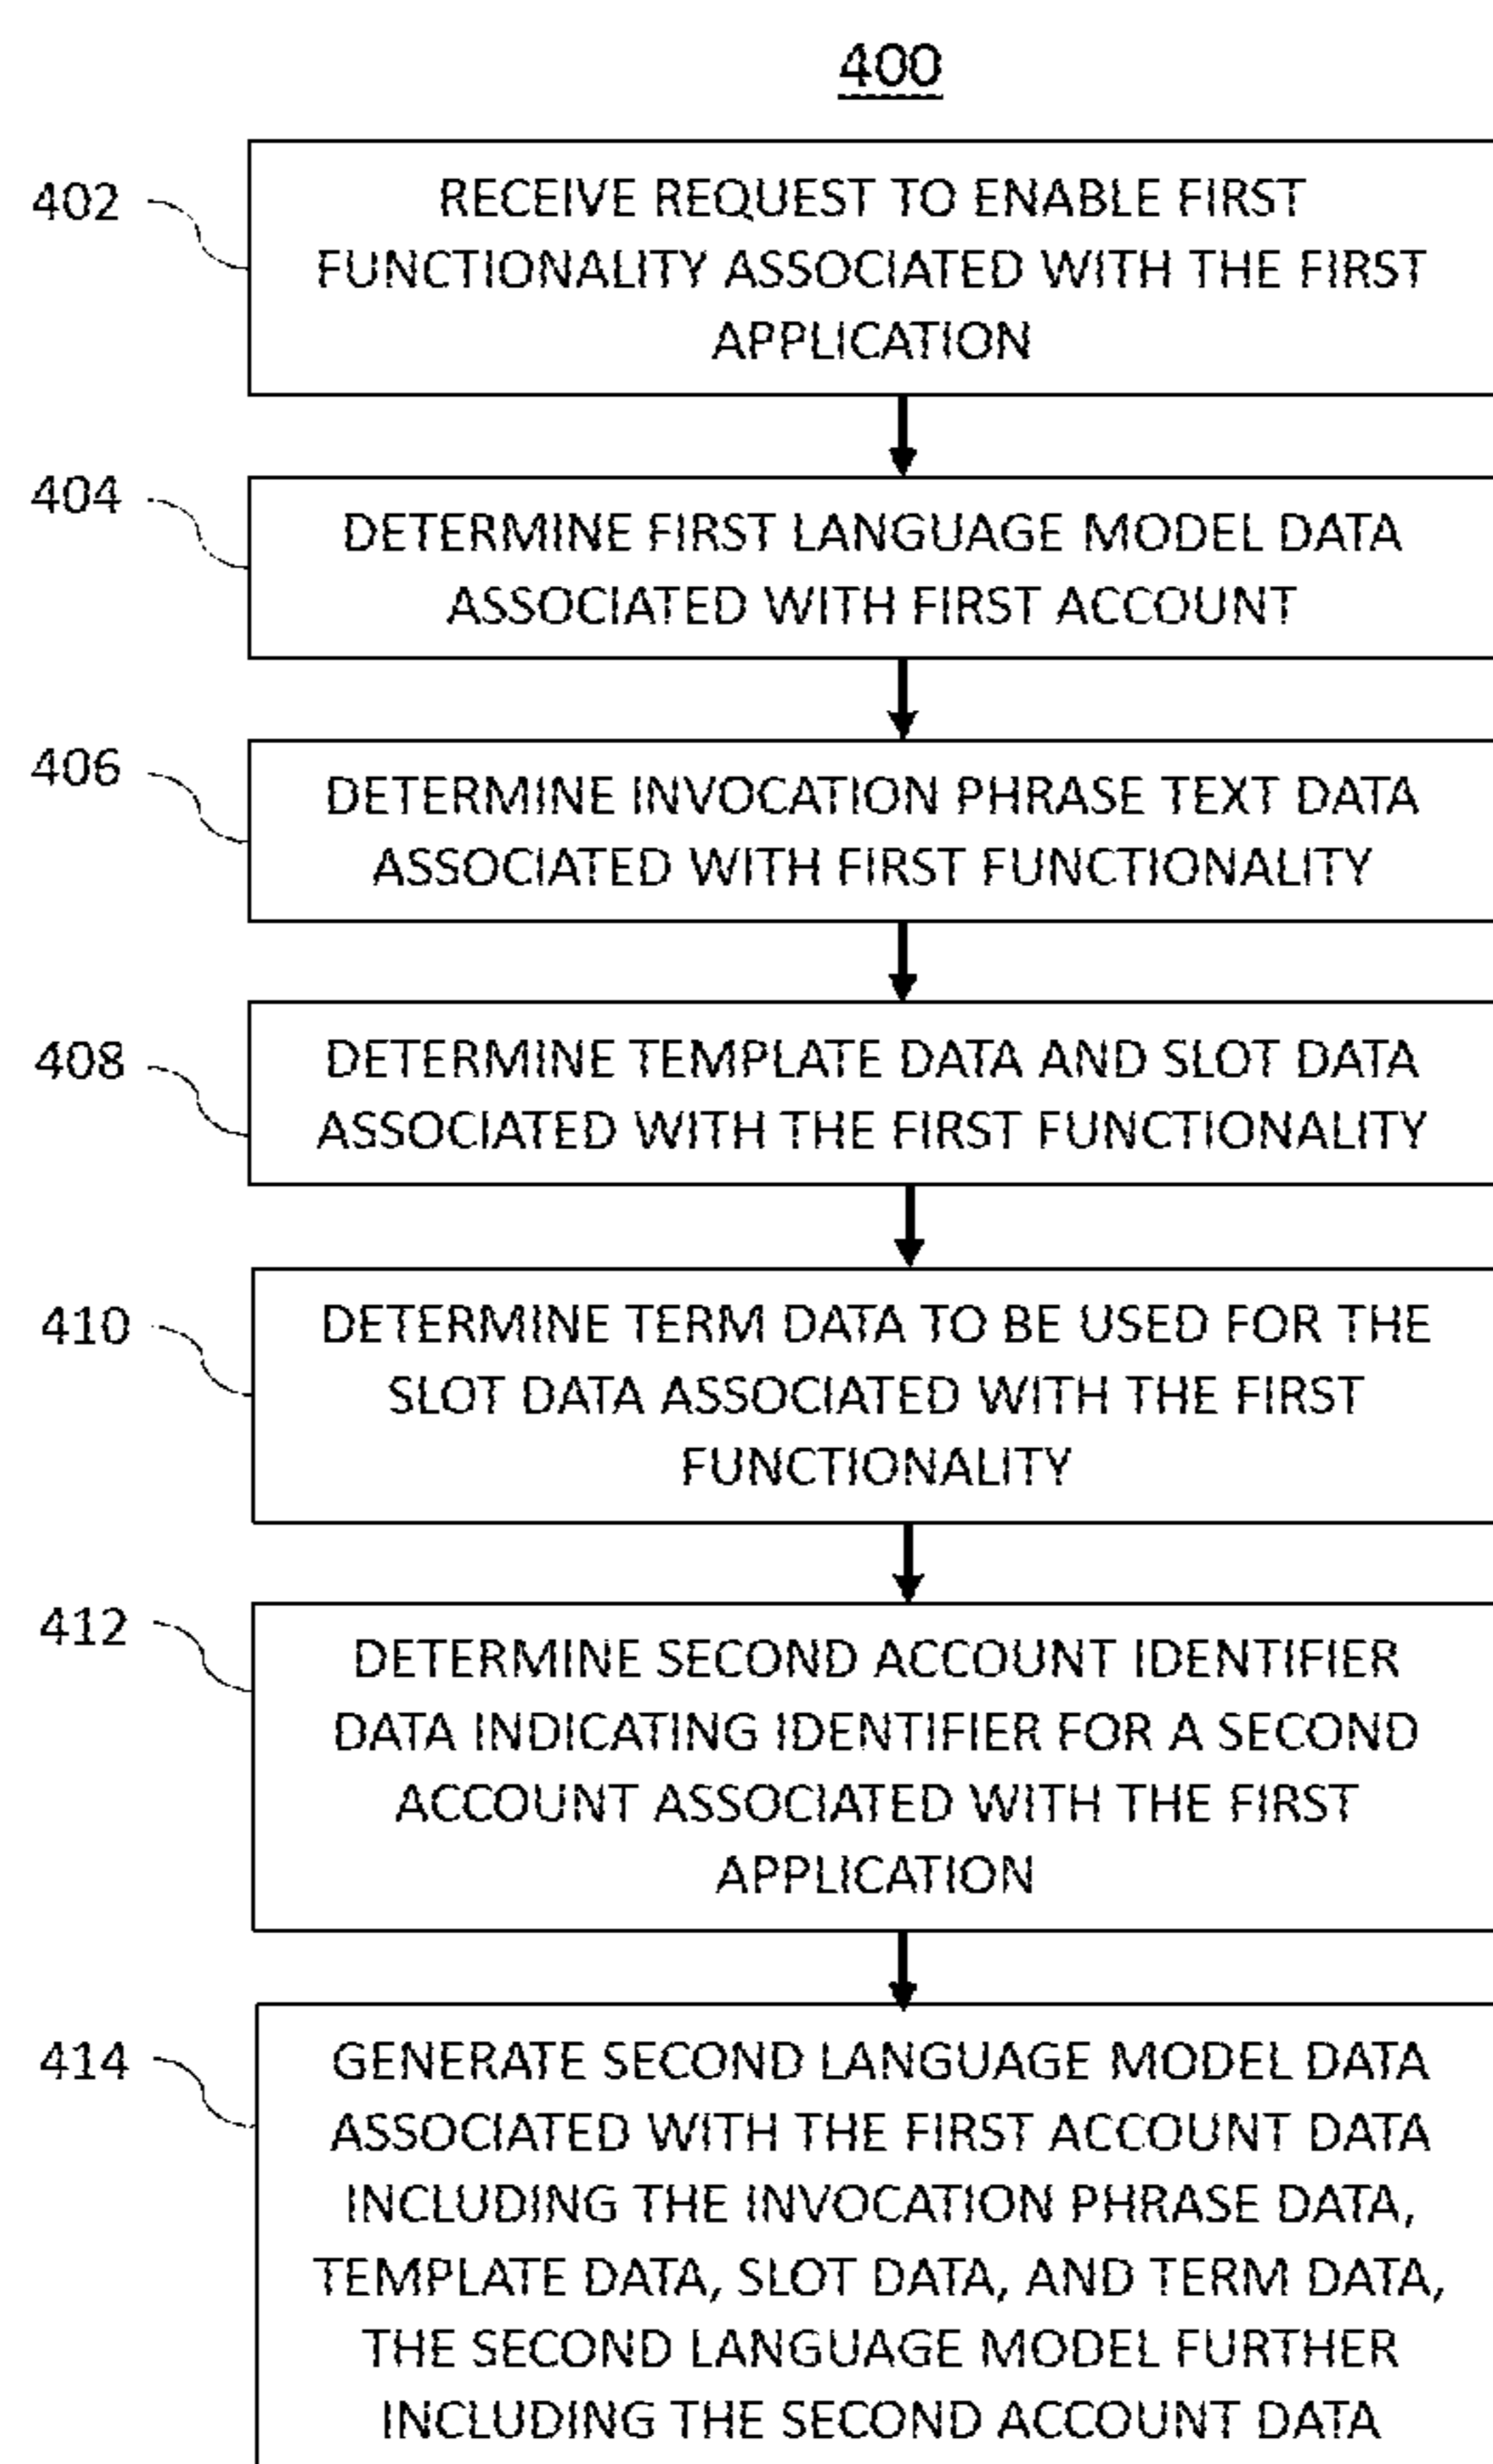 400
402
RECEIVE REQUEST TO ENABLE FIRST
FUNCTIONALITY ASSOCIATED WITH THE FIRST
APPLICATION
404
DETERMINE FIRST LANGUAGE MODEL DATA
ASSOCIATED WITH FIRST ACCOUNT
406
DETERMINE INVOCATION PHRASE TEXT DATA
ASSOCIATED WITH FIRST FUNCTIONALITY
408
DETERMINE TEMPLATE DATA AND SLOT DATA
ASSOCIATED WITH THE FIRST FUNCTIONALITY
410
DETERMINE TERM DATA TO BE USED FOR THE
SLOT DATA ASSOCIATED WITH THE FIRST
FUNCTIONALITY
412
DETERMINE SECOND ACCOUNT IDENTIFIER
DATA INDICATING IDENTIFIER FOR A SECOND
ACCOUNT ASSOCIATED WITH THE FIRST
APPLICATION
414
GENERATE SECOND LANGUAGE MODEL DATA
ASSOCIATED WITH THE FIRST ACCOUNT DATA
INCLUDING THE INVOCATION PHRASE DATA,
TEMPLATE DATA, SLOT DATA, AND TERM DATA,
THE SECOND LANGUAGE MODEL FURTHER
INCLUDING THE SECOND ACCOUNT DATA